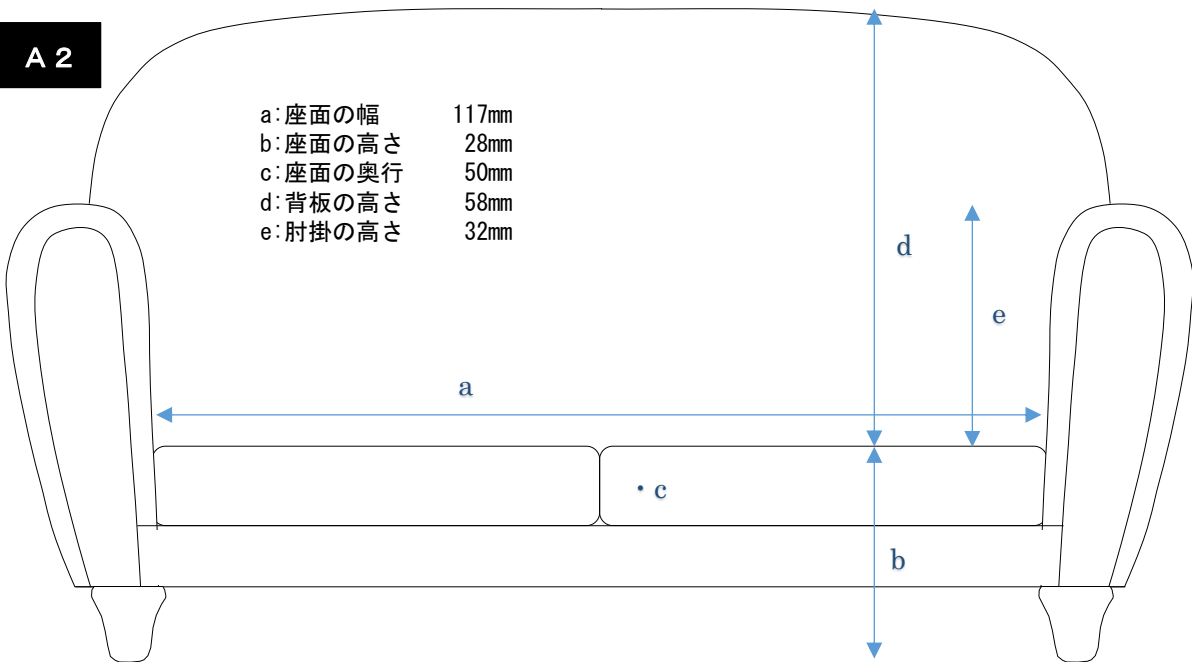 A 2
a:座面の幅 117mm
b:座面の高さ 28mm
c:座面の奥行 50mm
d:背板の高さ 58mm
e:肘掛の高さ 32mm
d
e
a
・c
b